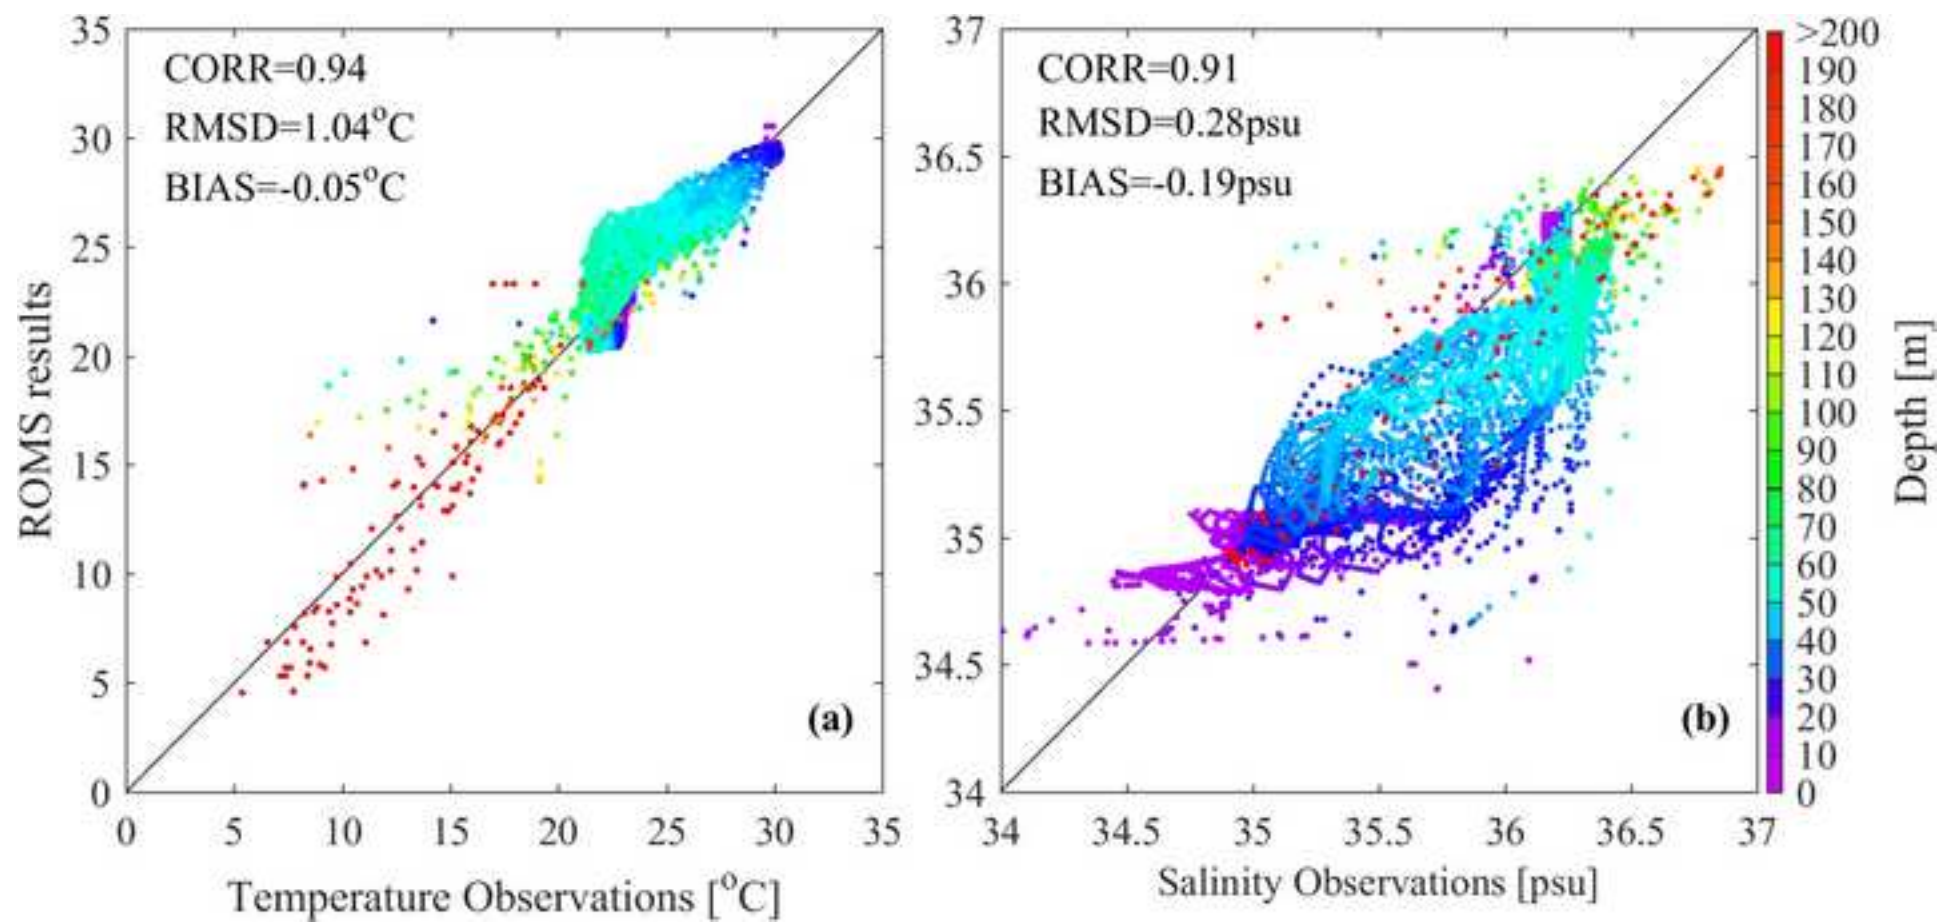 35
30
25
20
15
10
5
0
ROMS results
CORR=0.94
RMSD=1.04°C
BIAS=-0.05°C
(a)
0 5 10 15 20 25 30 35
Temperature Observations [°C]
37
36.5
36
35.5
35
34.5
34
CORR=0.91
RMSD=0.28psu
BIAS=-0.19psu
(b)
34 34.5 35 35.5 36 36.5 37
Salinity Observations [psu]
>200
190
180
170
160
150
140
130
120
110
100
90
80
70
60
50
40
30
20
10
0
Depth [m]